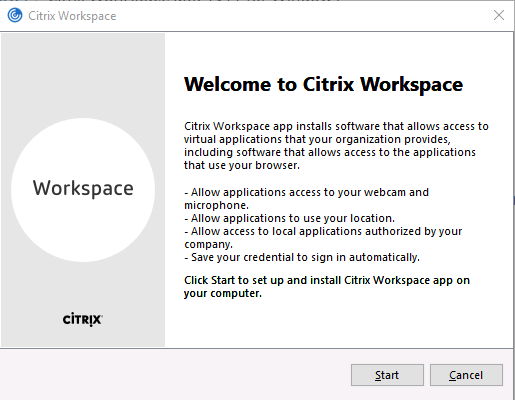 Citrix Workspace
Welcome to Citrix Workspace
Citrix Workspace app installs software that allows access to
virtual applications that your organization provides,
including software that allows access to the applications
that use your browser.
- Allow applications access to your webcam and
microphone.
- Allow applications to use your location.
- Allow access to local applications authorized by your
company.
- Save your credential to sign in automatically.
Click Start to set up and install Citrix Workspace app on
your computer.
Workspace
CITRIX
Start
Cancel